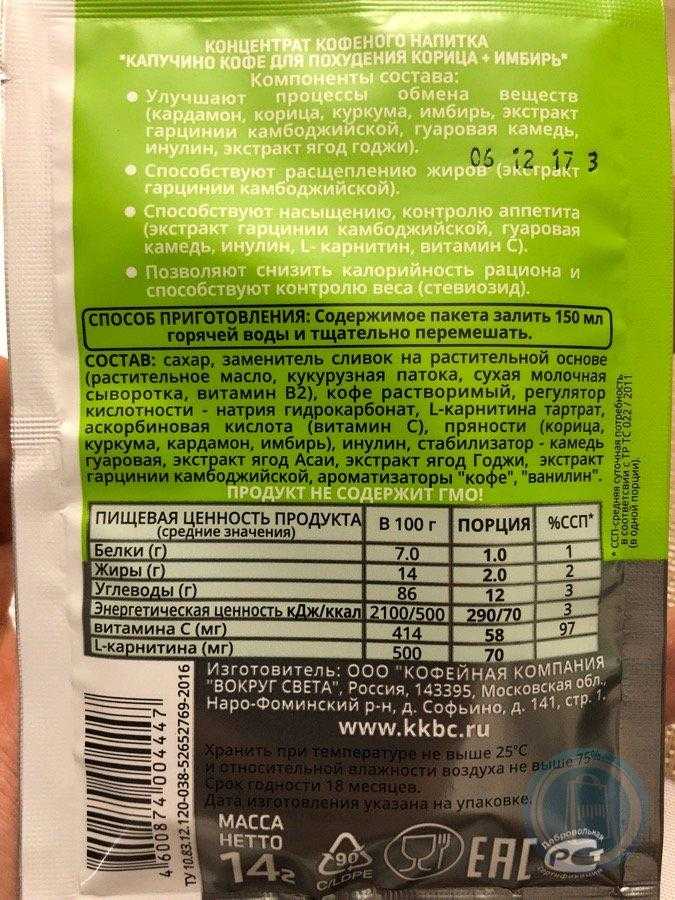 КОНЦЕНТРАТ КОФЕНОГО НАПИТКА
"КАПУЧИНО КОФЕ ДЛЯ ПОХУДЕНИЯ КОРИЦА + ИМБИРЬ"
Компоненты состава:
● Улучшают процессы обмена веществ
(кардамон, корица, куркума, имбирь, экстракт
гарцинии камбоджийской, гуаровая камедь,
инулин, экстракт ягод годжи).
06 12 17 3
● Способствуют расщеплению жиров (экстракт
гарцинии камбоджийской).
● Способствуют насыщению, контролю аппетита
(экстракт гарцинии камбоджийской, гуаровая
камедь, инулин, L- карнитин, витамин С).
● Позволяют снизить калорийность рациона и
способствуют контролю веса (стевиозид).
СПОСОБ ПРИГОТОВЛЕНИЯ: Содержимое пакета залить 150 мл
горячей воды и тщательно перемешать.
СОСТАВ: сахар, заменитель сливок на растительной основе
(растительное масло, кукурузная патока, сухая молочная
сыворотка, витамин В2), кофе растворимый, регулятор
кислотности - натрия гидрокарбонат, L-карнитина тартрат,
аскорбиновая кислота (витамин С), пряности (корица,
куркума, кардамон, имбирь), инулин, стабилизатор - камедь
гуаровая, экстракт ягод Асаи, экстракт ягод Годжи, экстракт
гарцинии камбоджийской, ароматизаторы "кофе", "ванилин".
ПРОДУКТ НЕ СОДЕРЖИТ ГМО!
* ССП-средняя суточная потребность
в соответсвии с ТР ТС 022 / 2011
(в одной порции).
ПИЩЕВАЯ ЦЕННОСТЬ ПРОДУКТА (средние значения) В 100 г ПОРЦИЯ %ССП*
Белки (г) 7.0 1.0 1
Жиры (г) 14 2.0 2
Углеводы (г) 86 12 3
Энергетическая ценность кДж/ккал 2100/500 290/70 3
витамина С (мг) 414 58 97
L-карнитина (мг) 500 70
Изготовитель: ООО "КОФЕЙНАЯ КОМПАНИЯ
"ВОКРУГ СВЕТА", Россия, 143395, Московская обл.,
Наро-Фоминский р-н, д. Софьино, д. 141, стр. 1.
www.kkbc.ru
Хранить при температуре не выше 25°С
и относительной влажности воздуха не выше 75%.
Срок годности 18 месяцев.
Дата изготовления указана на упаковке.
4 600874 004447
ТУ 10.83.12.120-038-52652769-2016
МАССА
НЕТТО
14г
90
C/LDPE
EAC
Добровольная
РСТ
сертификация